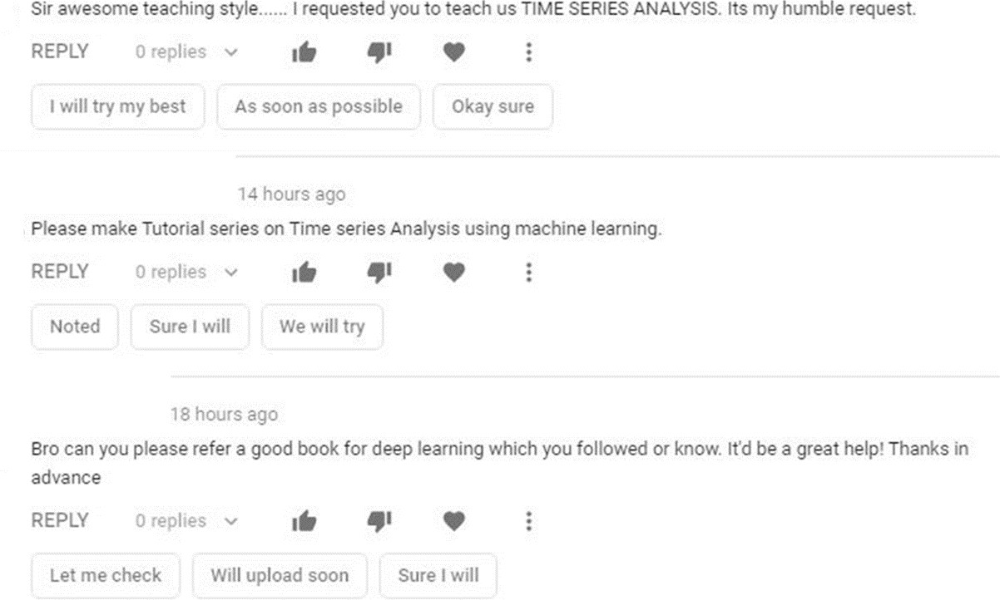 Sir awesome teaching style...... I requested you to teach us TIME SERIES ANALYSIS. Its my humble request.
REPLY 0 replies
I will try my best As soon as possible Okay sure
14 hours ago
Please make Tutorial series on Time series Analysis using machine learning.
REPLY 0 replies
Noted Sure I will We will try
18 hours ago
Bro can you please refer a good book for deep learning which you followed or know. It'd be a great help! Thanks in
advance
REPLY 0 replies
Let me check Will upload soon Sure I will